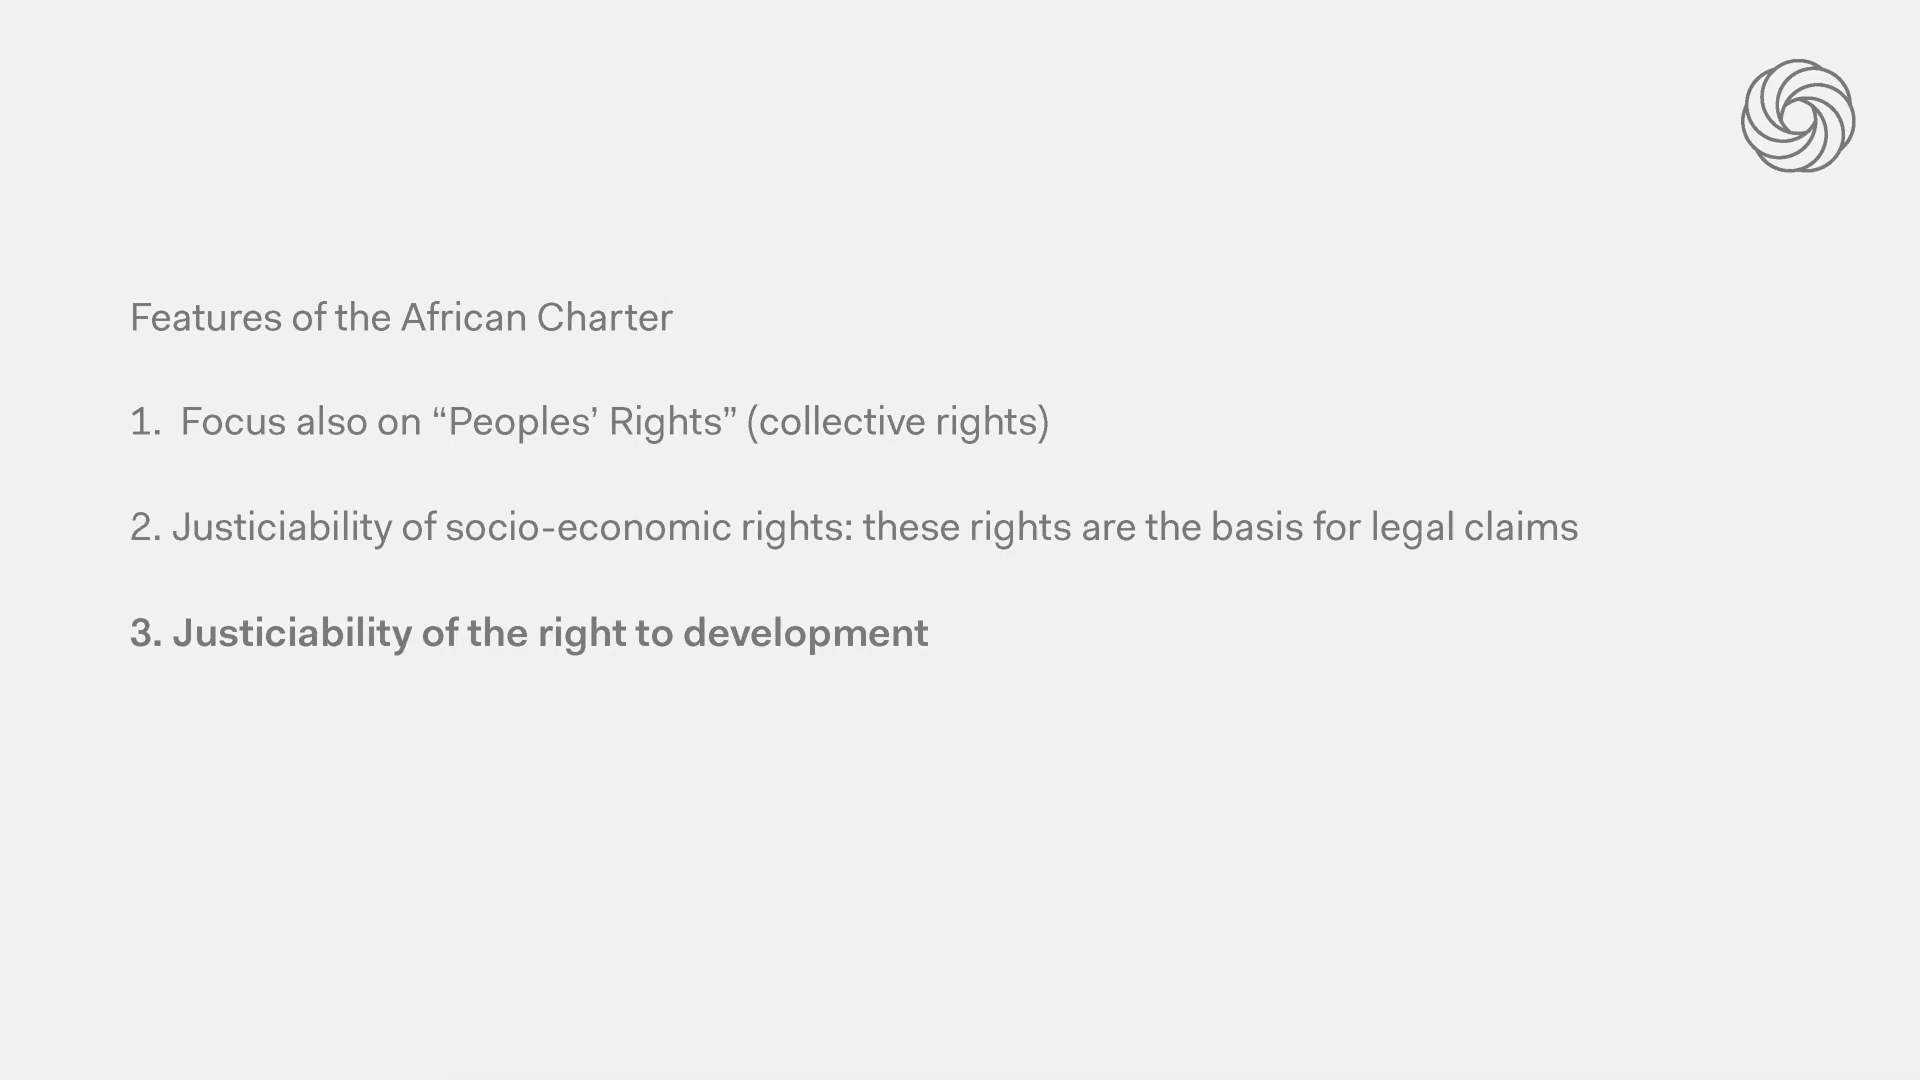 Features of the African Charter
1. Focus also on “Peoples’ Rights” (collective rights)
2. Justiciability of socio-economic rights: these rights are the basis for legal claims
3. Justiciability of the right to development